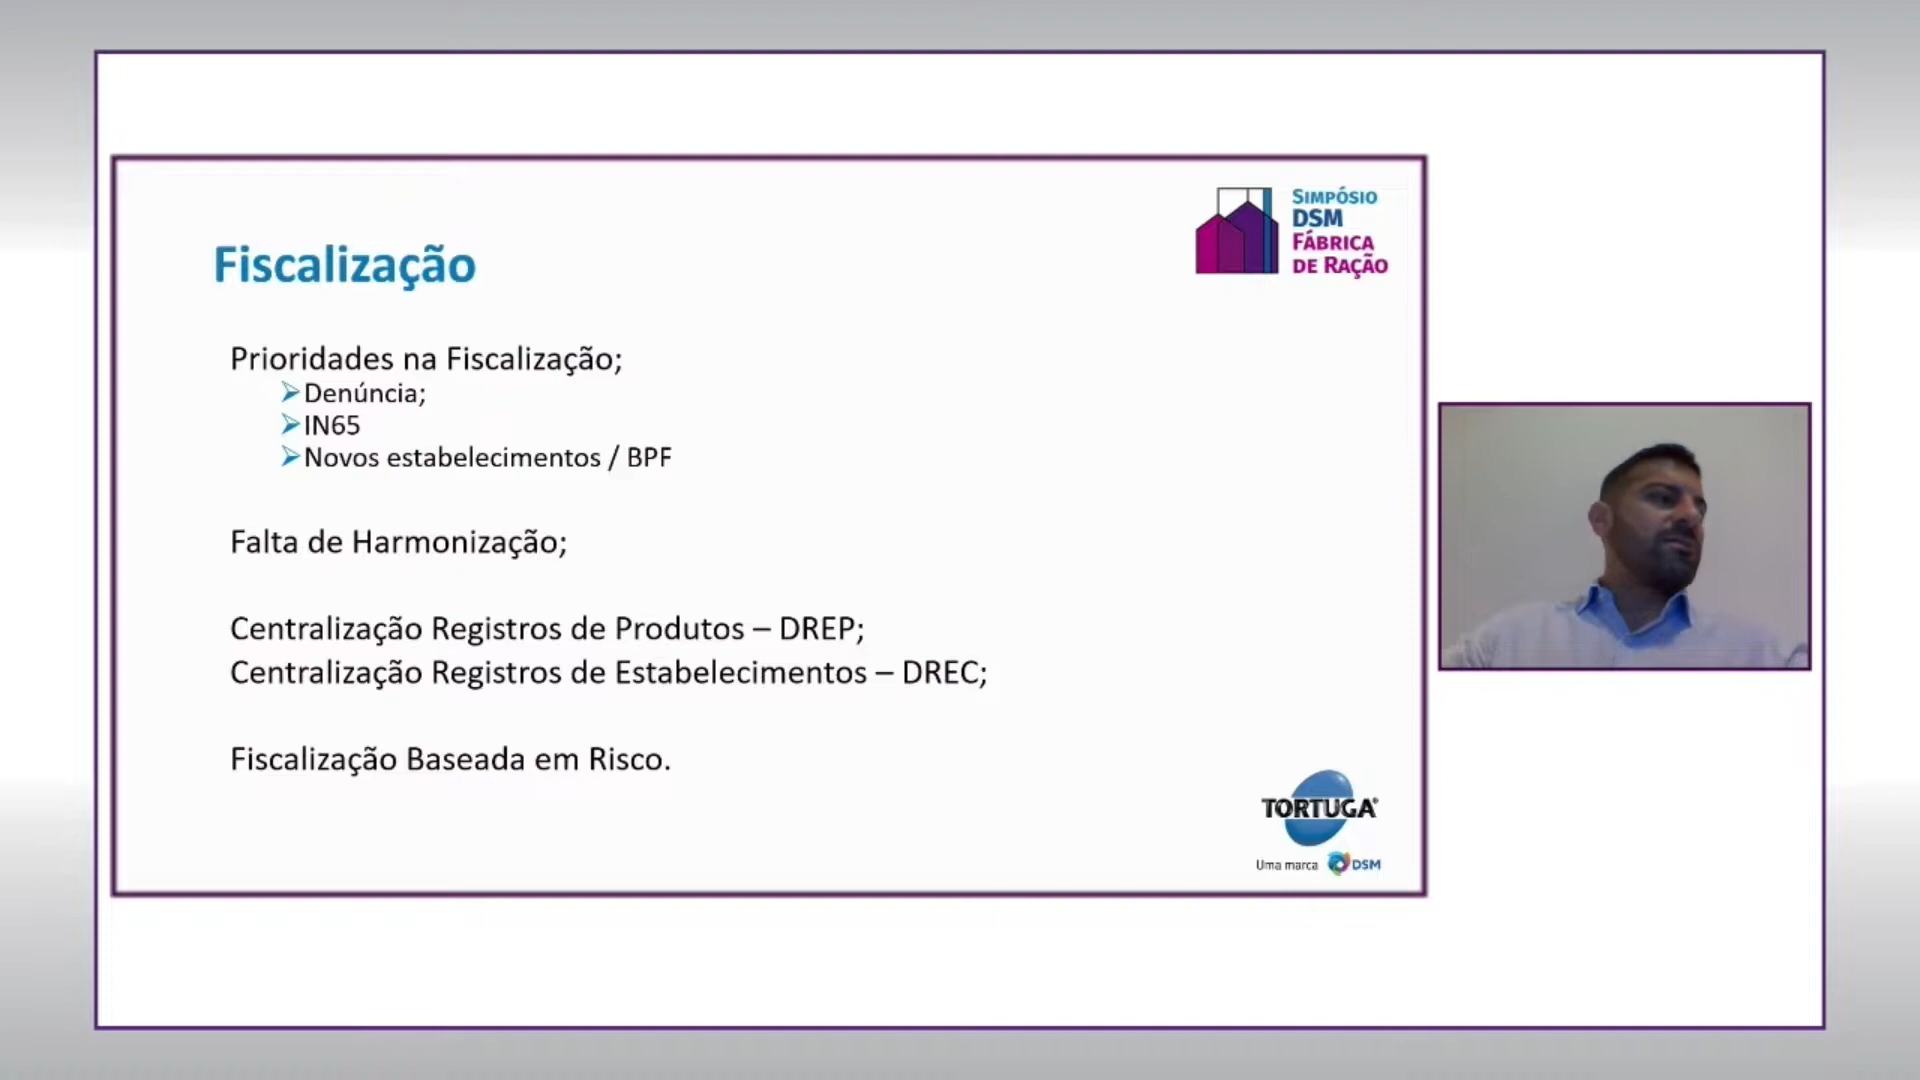 SIMPÓSIO
DSM
FÁBRICA
DE RAÇÃO
Fiscalização
Prioridades na Fiscalização;
Denúncia;
IN65
Novos estabelecimentos / BPF
Falta de Harmonização;
Centralização Registros de Produtos – DREP;
Centralização Registros de Estabelecimentos – DREC;
Fiscalização Baseada em Risco.
TORTUGA®
Uma marca DSM